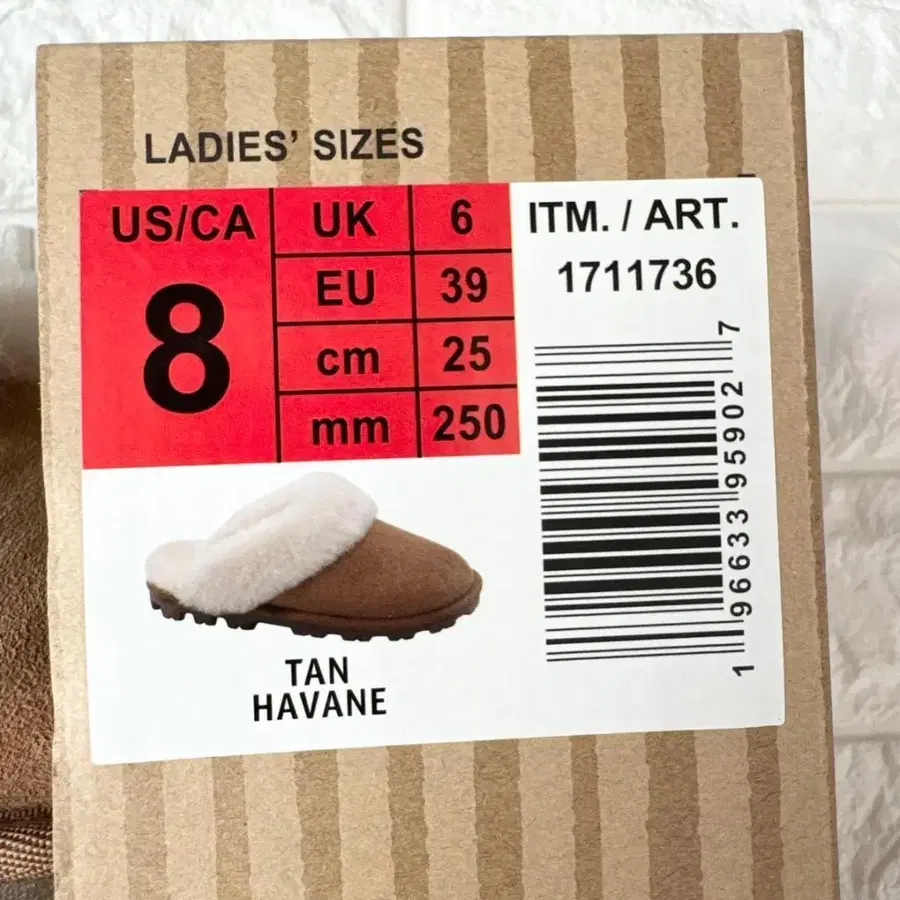 LADIES' SIZES
US/CA
8
UK 6
EU 39
cm 25
mm 250
ITM. / ART.
1711736
1 96633 95902 7
TAN
HAVANE